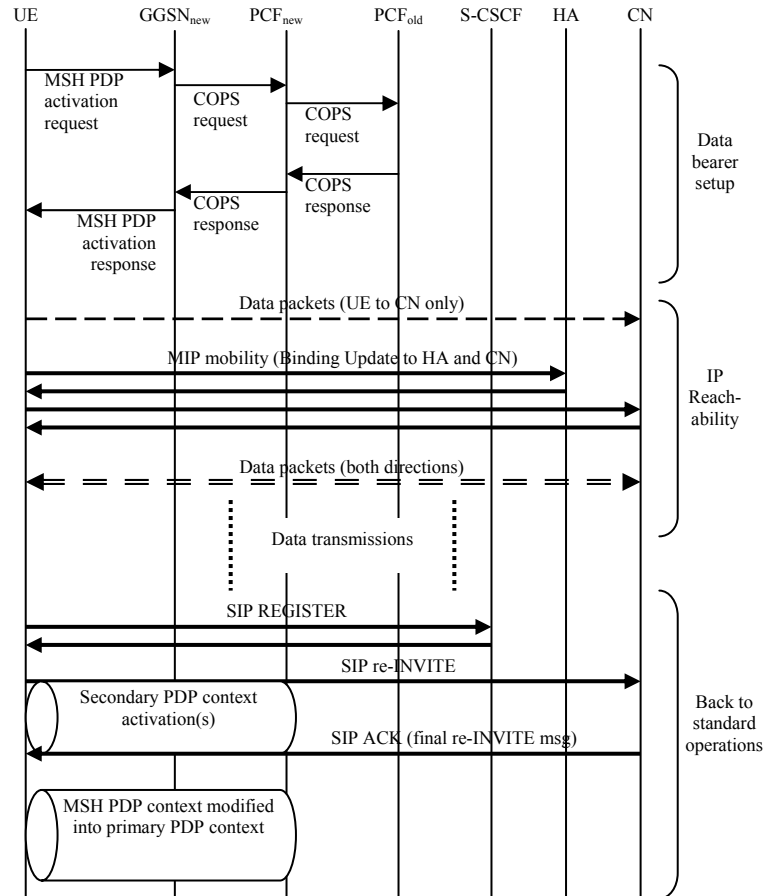 UE GGSNnew PCFnew PCFold S-CSCF HA CN
MSH PDP
activation
request
COPS
request
COPS
request
COPS
response
COPS
response
MSH PDP
activation
response
Data
bearer
setup
Data packets (UE to CN only)
MIP mobility (Binding Update to HA and CN)
Data packets (both directions)
Data transmissions
IP
Reach-
ability
SIP REGISTER
SIP re-INVITE
Secondary PDP context
activation(s)
SIP ACK (final re-INVITE msg)
MSH PDP context modified
into primary PDP context
Back to
standard
operations